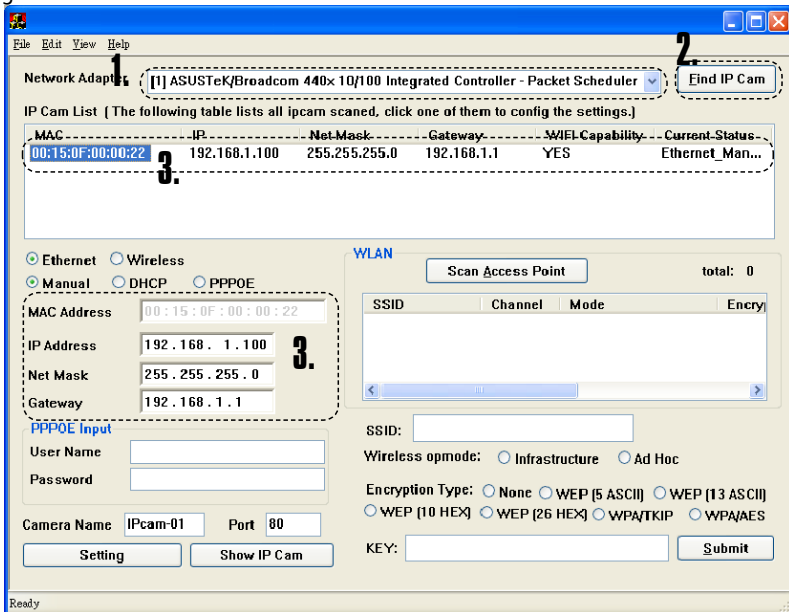 File Edit View Help
1.
2.
Network Adapter [1] ASUSTeK/Broadcom 440x 10/100 Integrated Controller - Packet Scheduler Find IP Cam
IP Cam List ( The following table lists all ipcam scaned, click one of them to config the settings.)
MAC IP Net Mask Gateway WIFI Capability Current Status
00:15:0F:00:00:22 192.168.1.100 255.255.255.0 192.168.1.1 YES Ethernet_Man...
3.
Ethernet Wireless
Manual DHCP PPPOE
MAC Address 00:15:0F:00:00:22
IP Address 192.168. 1.100
3.
Net Mask 255.255.255.0
Gateway 192.168.1.1
PPPOE Input
User Name
Password
Camera Name IPcam-01 Port 80
Setting Show IP Cam
WLAN
Scan Access Point total: 0
SSID Channel Mode Encry
SSID:
Wireless opmode: Infrastructure Ad Hoc
Encryption Type: None WEP (5 ASCII) WEP (13 ASCII)
WEP (10 HEX) WEP (26 HEX) WPA/TKIP WPA/AES
KEY: Submit
Ready